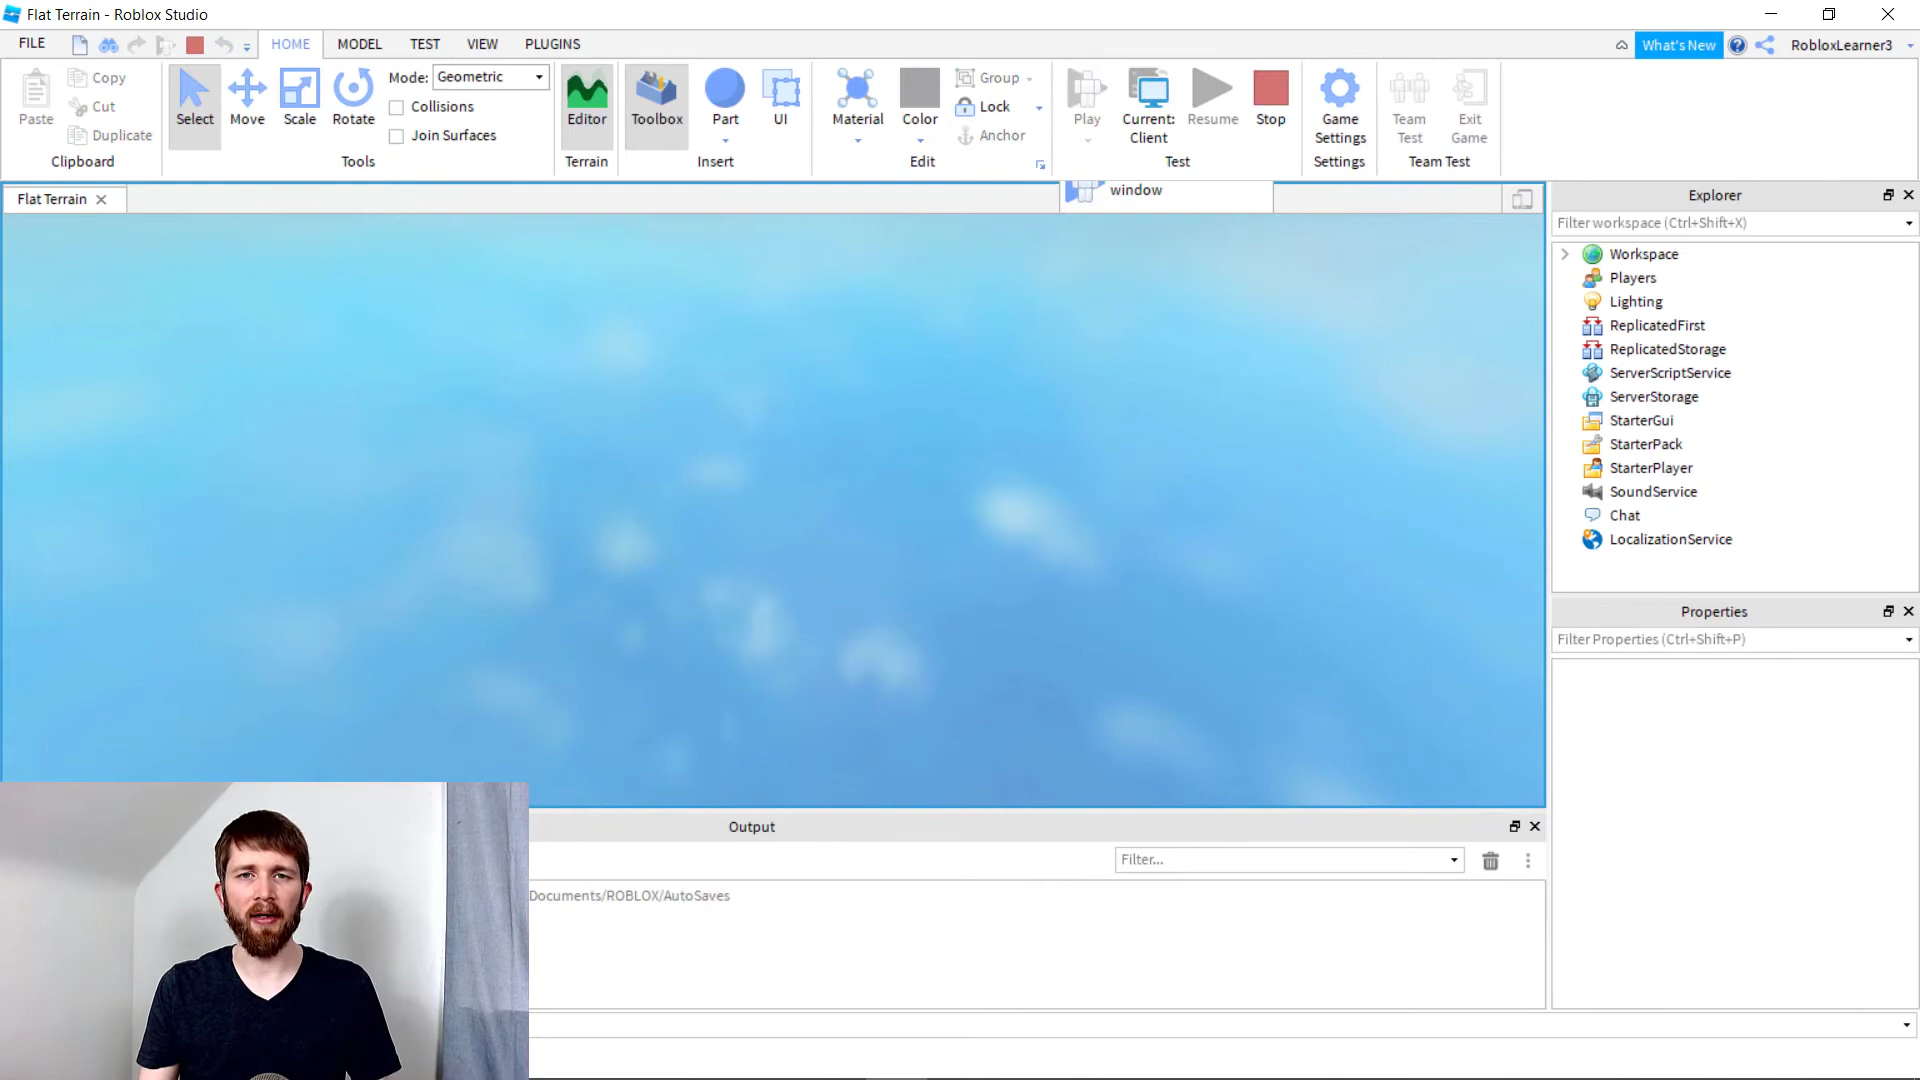 Flat Terrain - Roblox Studio
FILE
HOME
MODEL
TEST
VIEW
PLUGINS
What's New
RobloxLearner3
Paste
Copy
Cut
Duplicate
Clipboard
Select
Move
Scale
Rotate
Mode: Geometric
Collisions
Join Surfaces
Tools
Editor
Terrain
Toolbox
Part
UI
Insert
Material
Color
Group
Lock
Anchor
Edit
Play
Current:
Client
Resume
Stop
Test
Game
Settings
Settings
Team
Test
Exit
Game
Team Test
Flat Terrain
window
Explorer
Filter workspace (Ctrl+Shift+X)
Workspace
Players
Lighting
ReplicatedFirst
ReplicatedStorage
ServerScriptService
ServerStorage
StarterGui
StarterPack
StarterPlayer
SoundService
Chat
LocalizationService
Properties
Filter Properties (Ctrl+Shift+P)
Output
Filter...
Documents/ROBLOX/AutoSaves